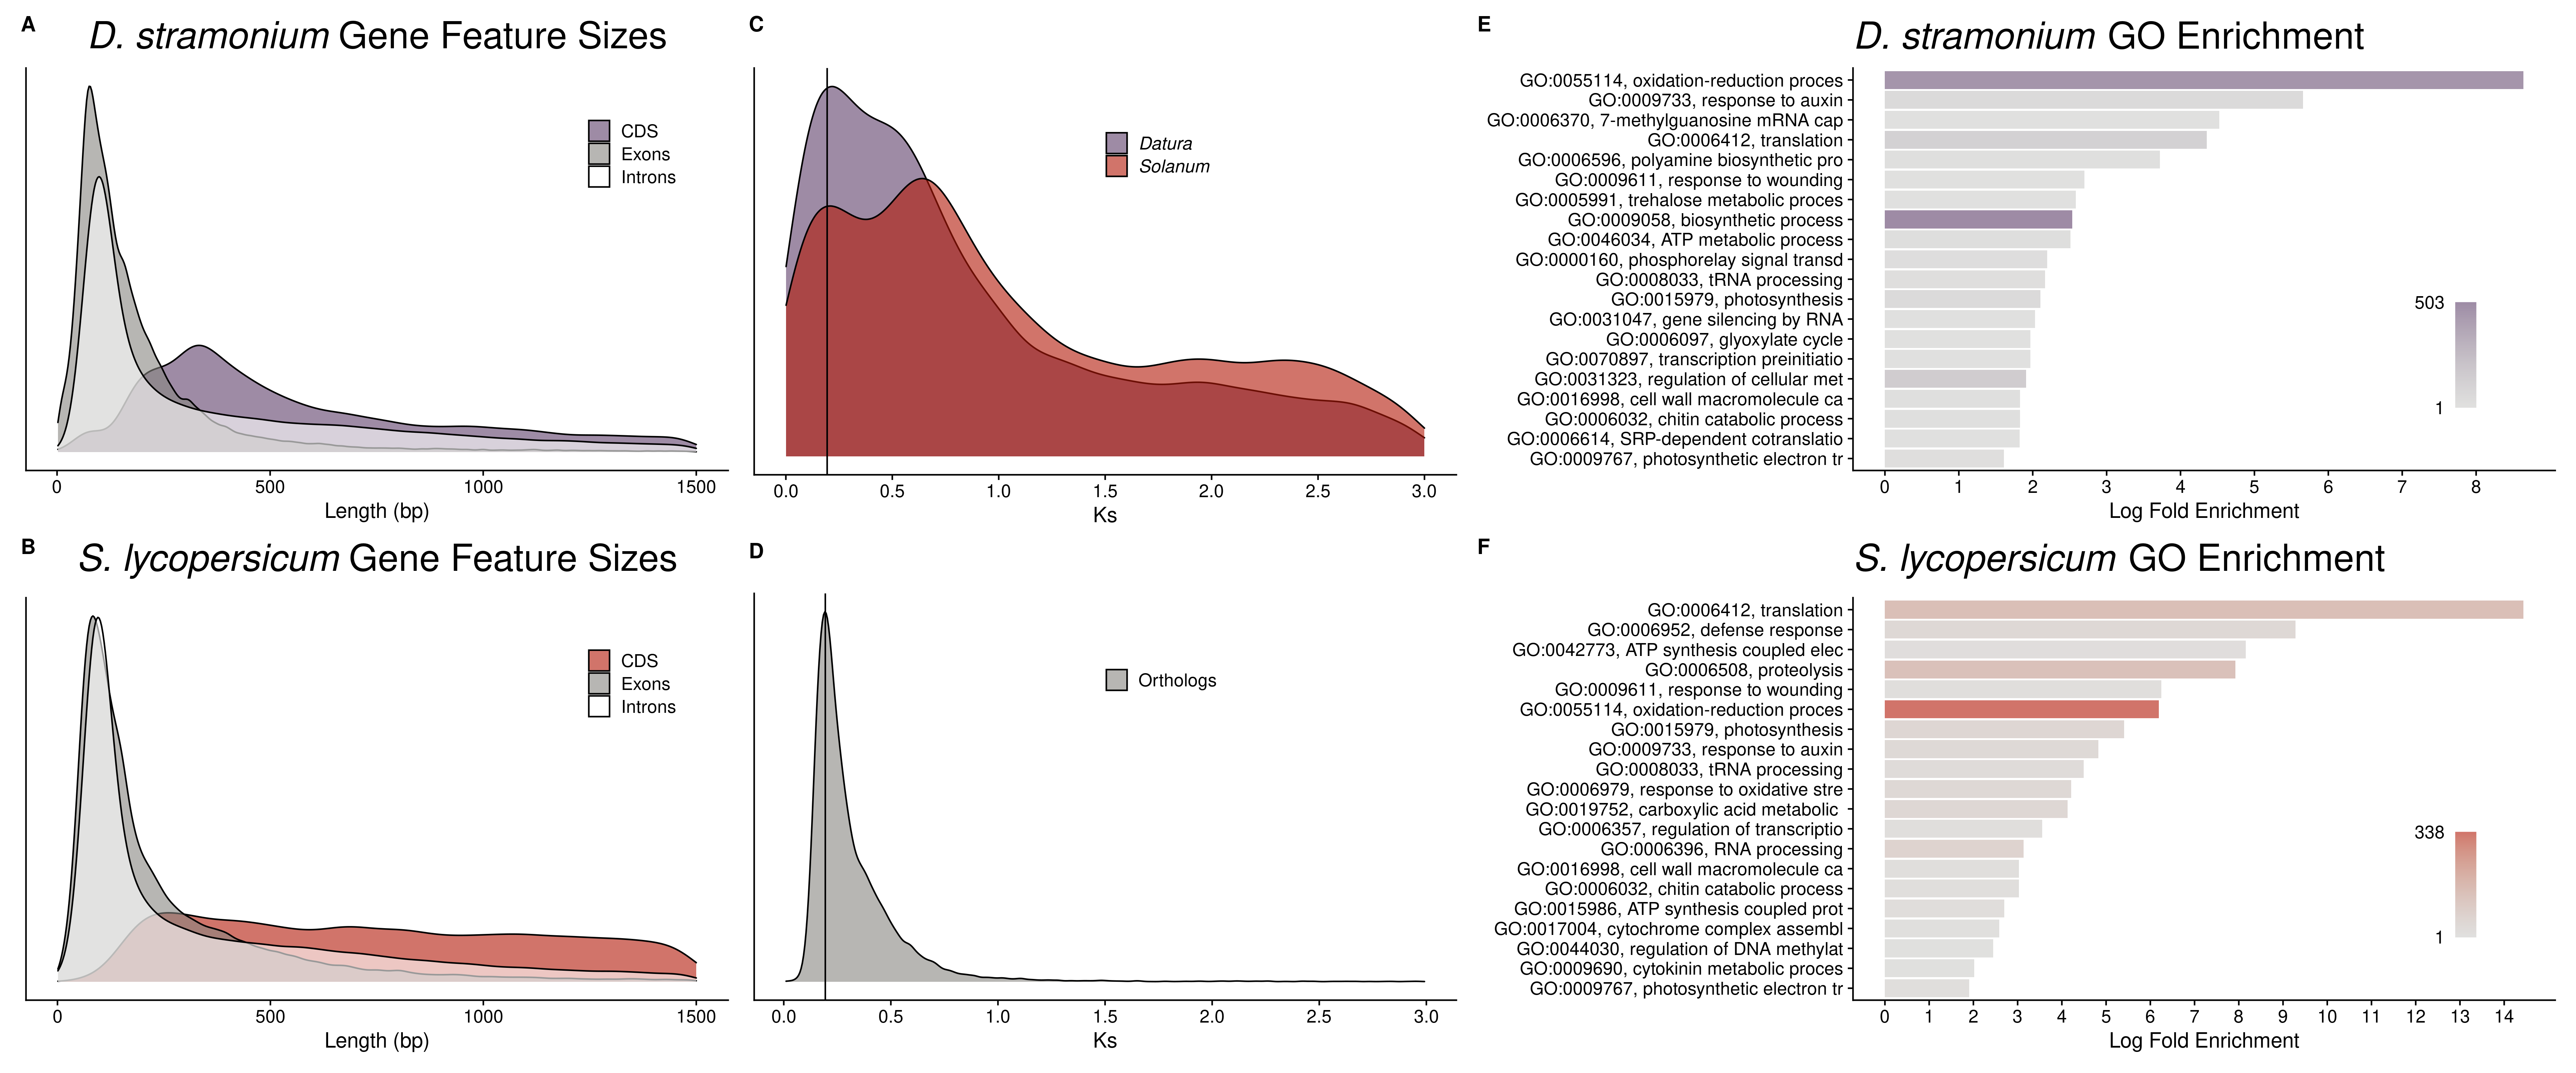 A
D. stramonium Gene Feature Sizes
CDS
Exons
Introns
0 500 1000 1500
Length (bp)
B
S. lycopersicum Gene Feature Sizes
CDS
Exons
Introns
0 500 1000 1500
Length (bp)
C
Datura
Solanum
0.0 0.5 1.0 1.5 2.0 2.5 3.0
Ks
D
Orthologs
0.0 0.5 1.0 1.5 2.0 2.5 3.0
Ks
E
D. stramonium GO Enrichment
GO:0055114, oxidation-reduction proces
GO:0009733, response to auxin
GO:0006370, 7-methylguanosine mRNA cap
GO:0006412, translation
GO:0006596, polyamine biosynthetic pro
GO:0009611, response to wounding
GO:0005991, trehalose metabolic proces
GO:0009058, biosynthetic process
GO:0046034, ATP metabolic process
GO:0000160, phosphorelay signal transd
GO:0008033, tRNA processing
GO:0015979, photosynthesis
GO:0031047, gene silencing by RNA
GO:0006097, glyoxylate cycle
GO:0070897, transcription preinitiatio
GO:0031323, regulation of cellular met
GO:0016998, cell wall macromolecule ca
GO:0006032, chitin catabolic process
GO:0006614, SRP-dependent cotranslatio
GO:0009767, photosynthetic electron tr
503
1
0 1 2 3 4 5 6 7 8
Log Fold Enrichment
F
S. lycopersicum GO Enrichment
GO:0006412, translation
GO:0006952, defense response
GO:0042773, ATP synthesis coupled elec
GO:0006508, proteolysis
GO:0009611, response to wounding
GO:0055114, oxidation-reduction proces
GO:0015979, photosynthesis
GO:0009733, response to auxin
GO:0008033, tRNA processing
GO:0006979, response to oxidative stre
GO:0019752, carboxylic acid metabolic
GO:0006357, regulation of transcriptio
GO:0006396, RNA processing
GO:0016998, cell wall macromolecule ca
GO:0006032, chitin catabolic process
GO:0015986, ATP synthesis coupled prot
GO:0017004, cytochrome complex assembl
GO:0044030, regulation of DNA methylat
GO:0009690, cytokinin metabolic proces
GO:0009767, photosynthetic electron tr
338
1
0 1 2 3 4 5 6 7 8 9 10 11 12 13 14
Log Fold Enrichment